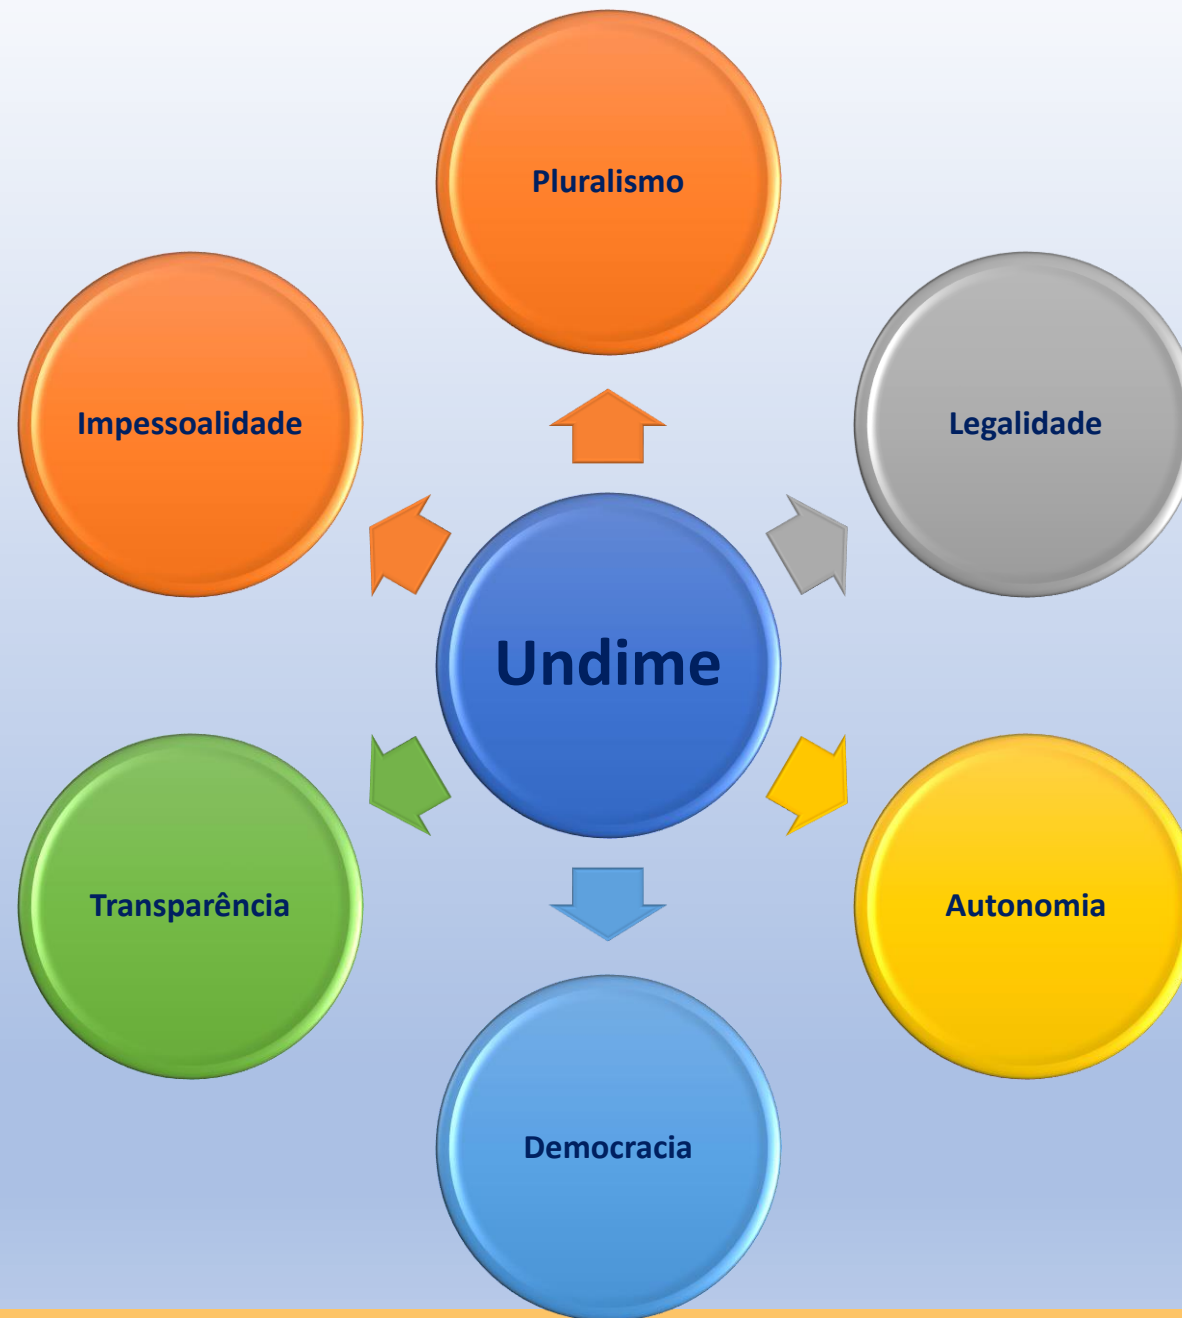 Pluralismo
Impessoalidade
Legalidade
Undime
Transparência
Autonomia
Democracia